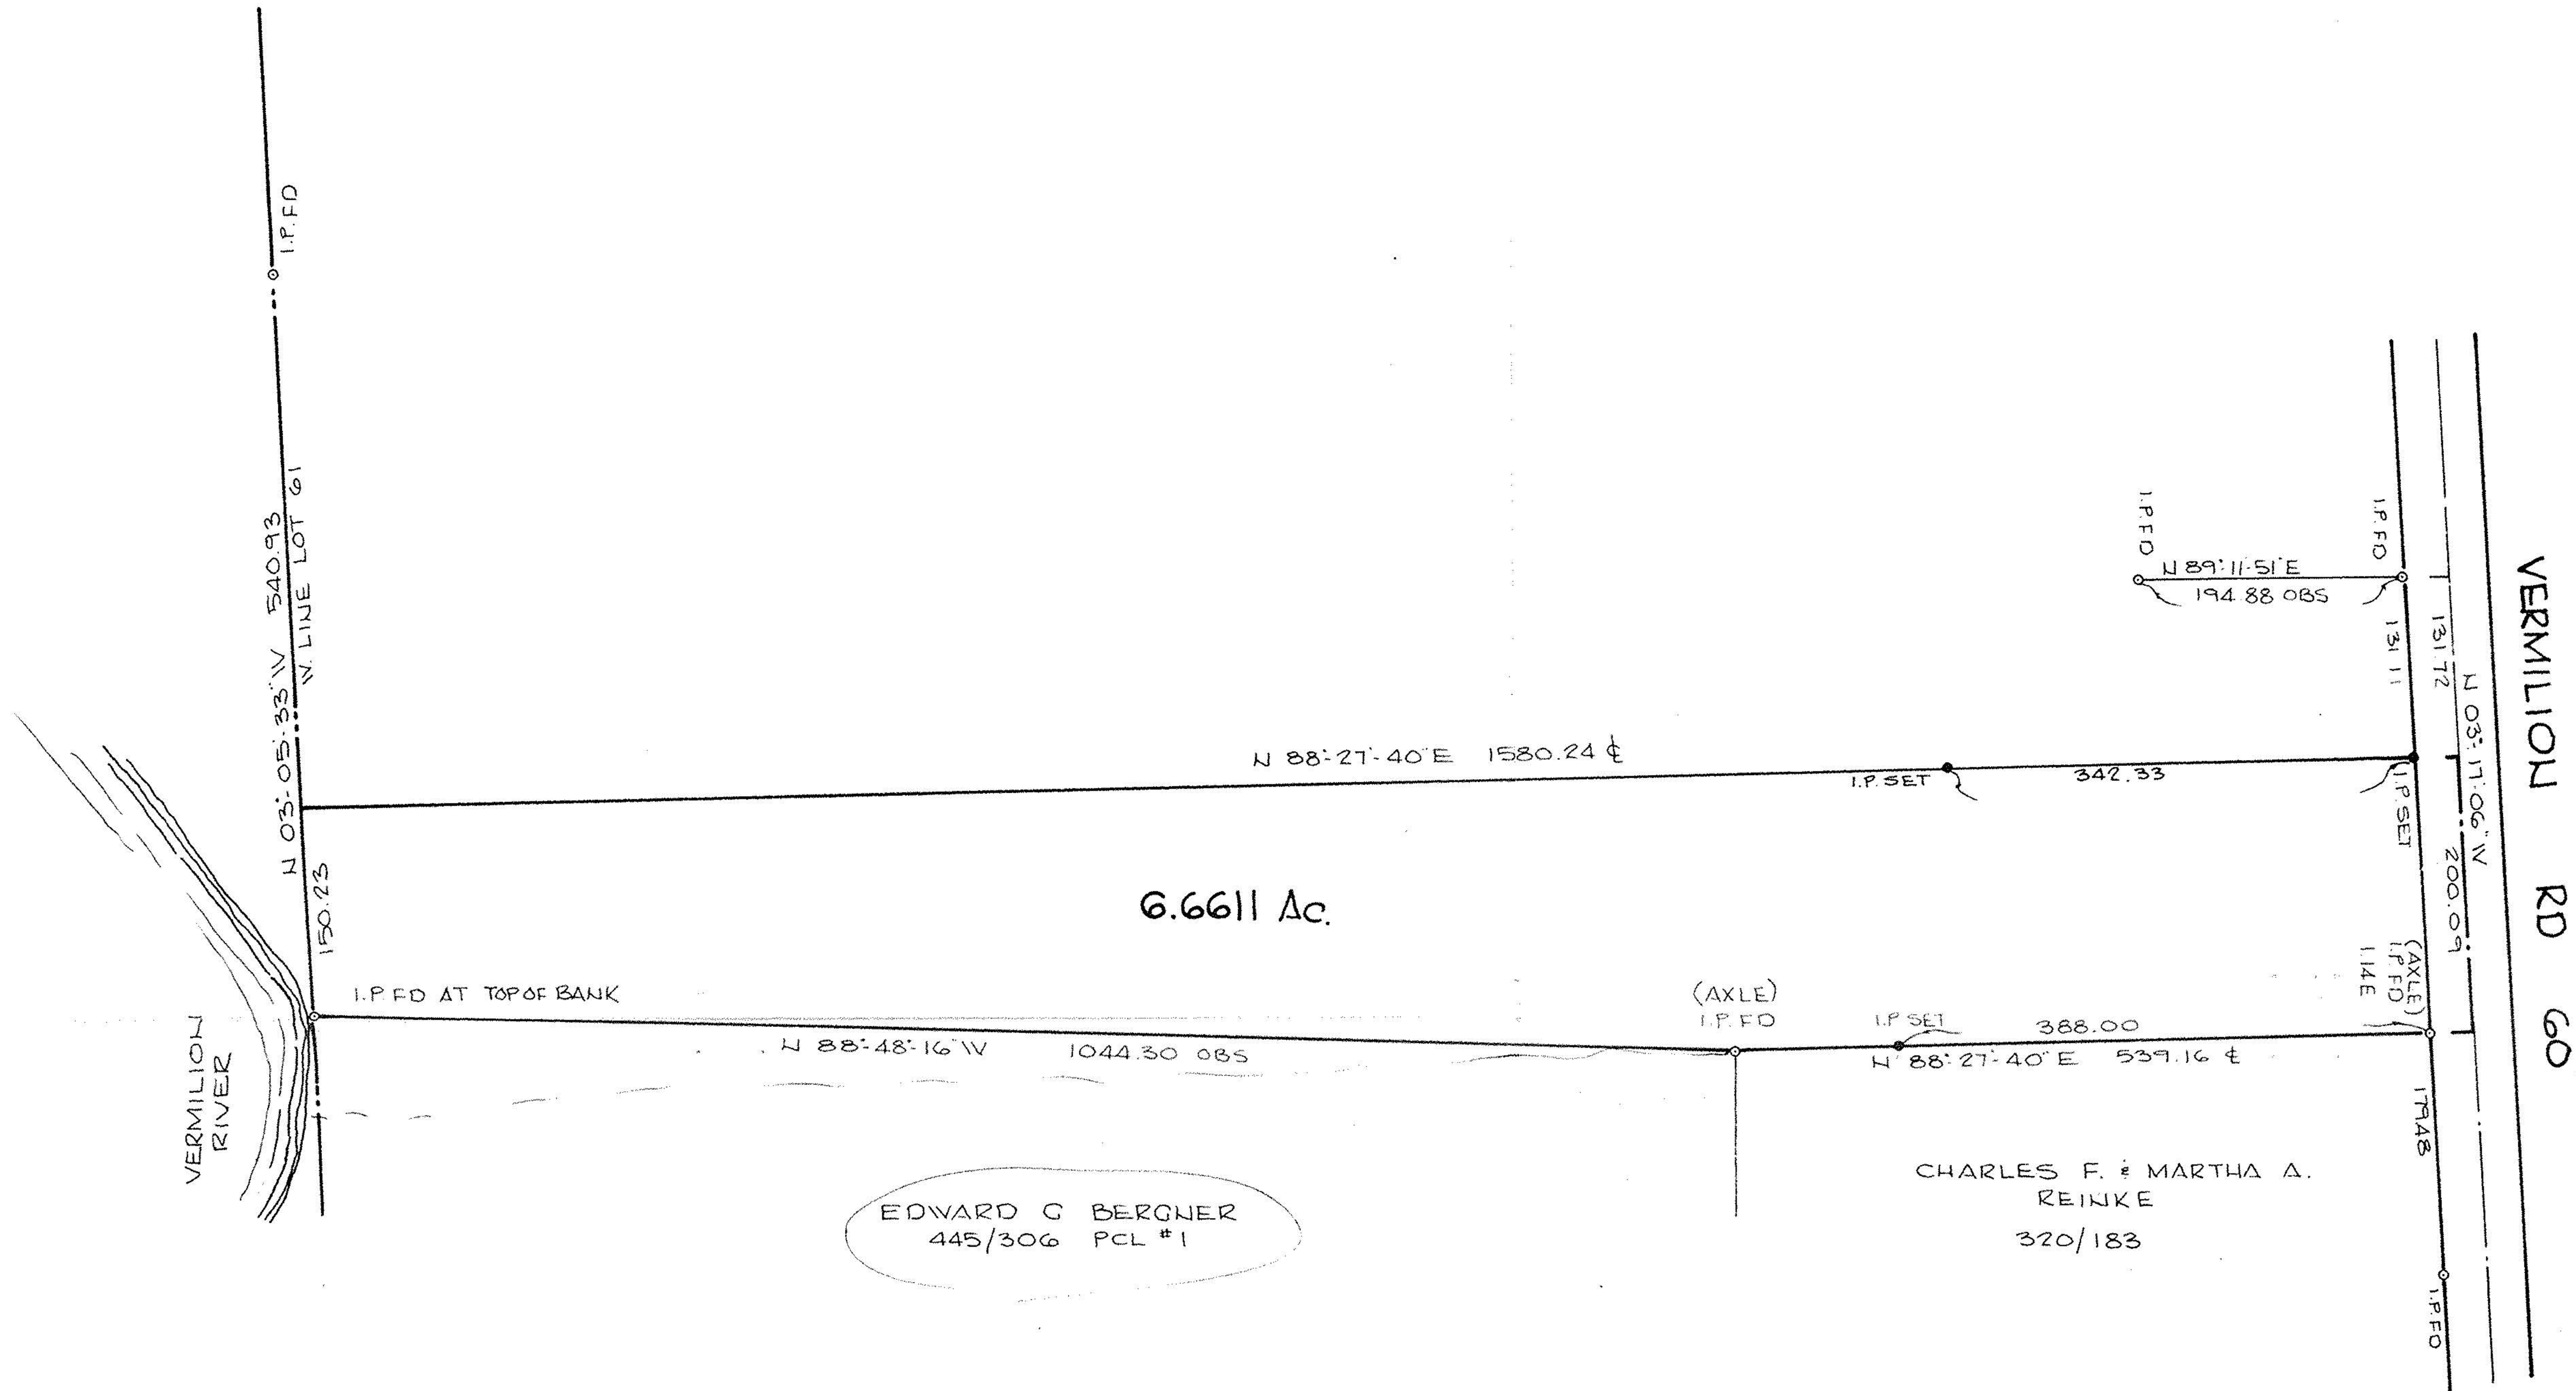 I.P. FD
N 03°-05'-33" W 540.93
W. LINE LOT 61
150.23
VERMILION
RIVER
I.P. FD AT TOP OF BANK
N 88°-48'-16" W 1044.30 OBS
N 88°-27'-40" E 1580.24 ℄
I.P. SET
342.33
I.P. SET
6.6611 Ac.
I.P. FD
I.P. FD
N 89°-11'-51" E
194.88 OBS
131.11
131.72
N 03°-17'-06" W
200.09
VERMILION RD 60
(AXLE)
I.P. FD
I.P. SET
388.00
N 88°-27'-40" E 539.16 ℄
(AXLE)
I.P. FD
1.14E
179.48
I.P. FD
EDWARD G BERGNER
445/306 PCL #1
CHARLES F. & MARTHA A.
REINKE
320/183